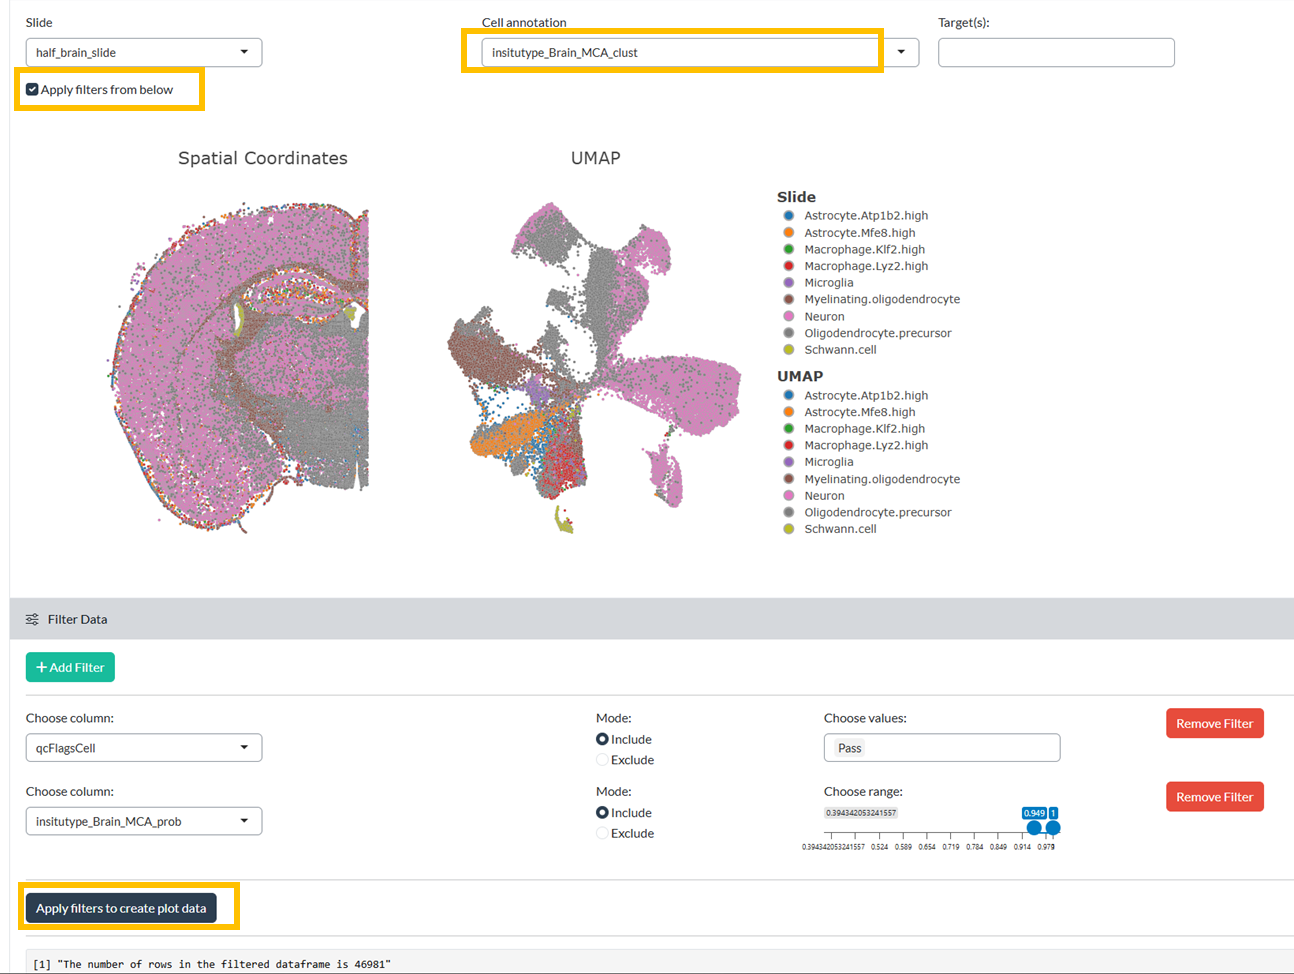 Slide
Cell annotation
Target(s):
half_brain_slide
insitutype_Brain_MCA_clust
Apply filters from below
Spatial Coordinates
UMAP
Slide
Astrocyte.Atp1b2.high
Astrocyte.Mfe8.high
Macrophage.Klf2.high
Macrophage.Lyz2.high
Microglia
Myelinating.oligodendrocyte
Neuron
Oligodendrocyte.precursor
Schwann.cell
UMAP
Astrocyte.Atp1b2.high
Astrocyte.Mfe8.high
Macrophage.Klf2.high
Macrophage.Lyz2.high
Microglia
Myelinating.oligodendrocyte
Neuron
Oligodendrocyte.precursor
Schwann.cell
Filter Data
+ Add Filter
Choose column:
Mode:
Choose values:
Remove Filter
qcFlagsCell
Include
Exclude
Pass
Choose column:
Mode:
Choose range:
Remove Filter
insitutype_Brain_MCA_prob
Include
Exclude
0.394342053241557
0.949 1
0.394342053241557 0.524 0.589 0.654 0.719 0.784 0.849 0.914 0.979
Apply filters to create plot data
[1] "The number of rows in the filtered dataframe is 46981"